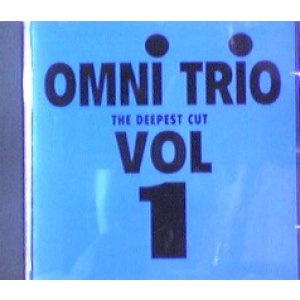 OMNi TRiO
THE DEEPEST CUT
VOL
1